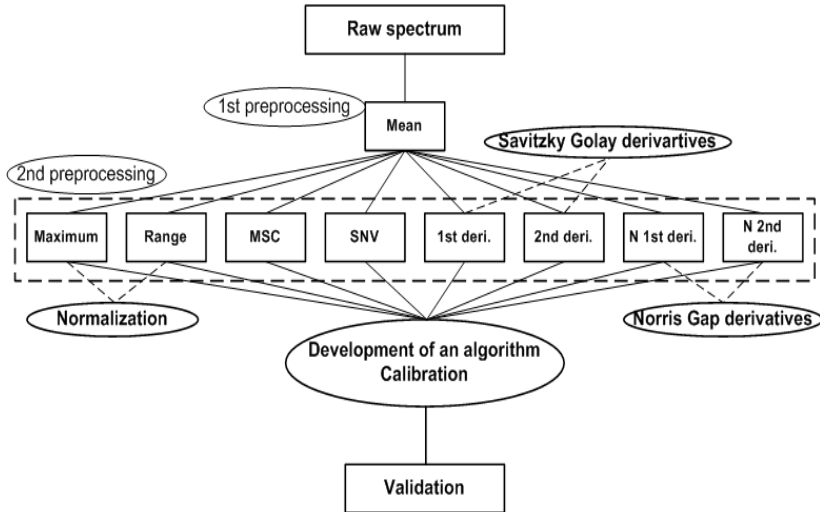 Raw spectrum
1st preprocessing
Mean
Savitzky Golay derivartives
2nd preprocessing
Maximum
Range
MSC
SNV
1st deri.
2nd deri.
N 1st deri.
N 2nd
deri.
Normalization
Norris Gap derivatives
Development of an algorithm
Calibration
Validation